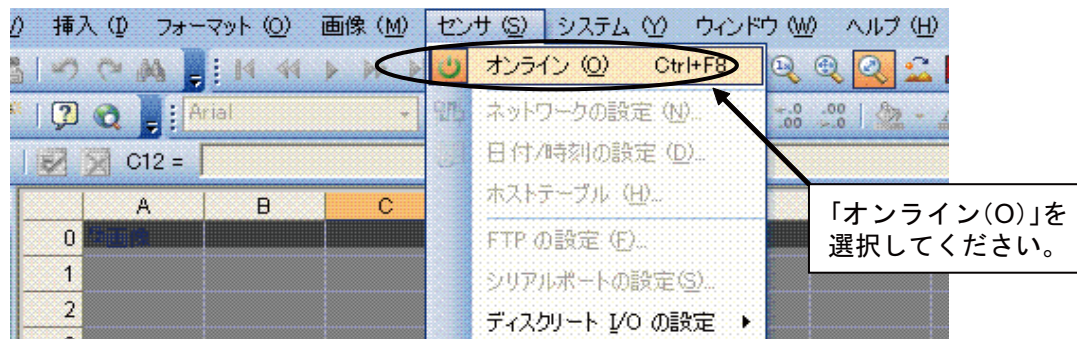 挿入 (I) フォーマット (O) 画像 (M) センサ (S) システム (Y) ウィンドウ (W) ヘルプ (H)
オンライン (O) Ctrl+F8
Arial
ネットワークの設定 (N)...
C12 =
日付/時刻の設定 (D)...
ホストテーブル (H)...
A B C
0
FTP の設定 (F)...
1
シリアルポートの設定(S)...
2
ディスクリート I/O の設定
「オンライン(O)」を
選択してください。